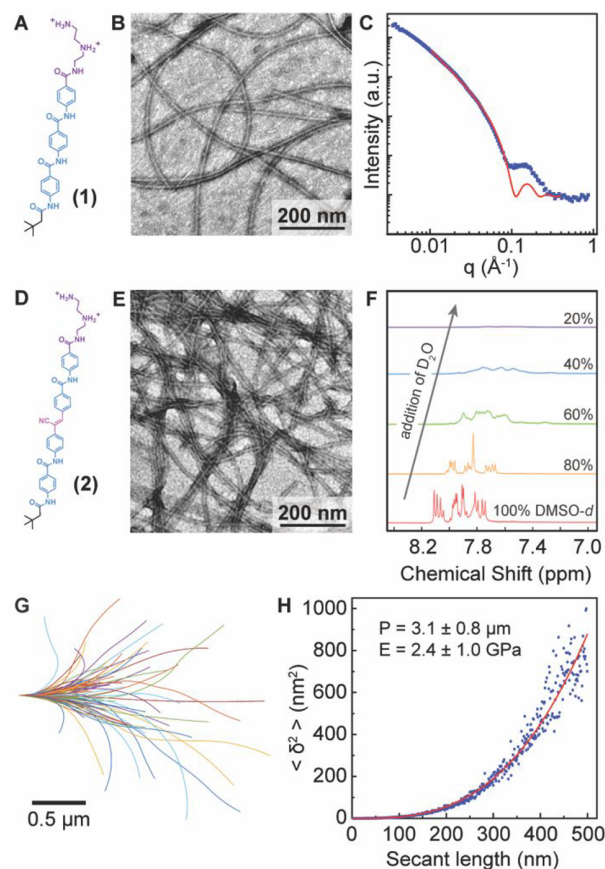 A
B
C
+H₃N
NH₂+
O
NH
O
NH
O
NH
O
NH
(1)
200 nm
Intensity (a.u.)
0.01 0.1 1
q (Å⁻¹)
D
E
F
+H₃N
NH₂+
O
NH
O
NH
NC
O
NH
O
NH
(2)
200 nm
addition of D₂O
20%
40%
60%
80%
100% DMSO-d
8.2 7.8 7.4 7.0
Chemical Shift (ppm)
G
0.5 μm
H
P = 3.1 ± 0.8 μm
E = 2.4 ± 1.0 GPa
< δ² > (nm²)
1000
800
600
400
200
0
0 100 200 300 400 500
Secant length (nm)